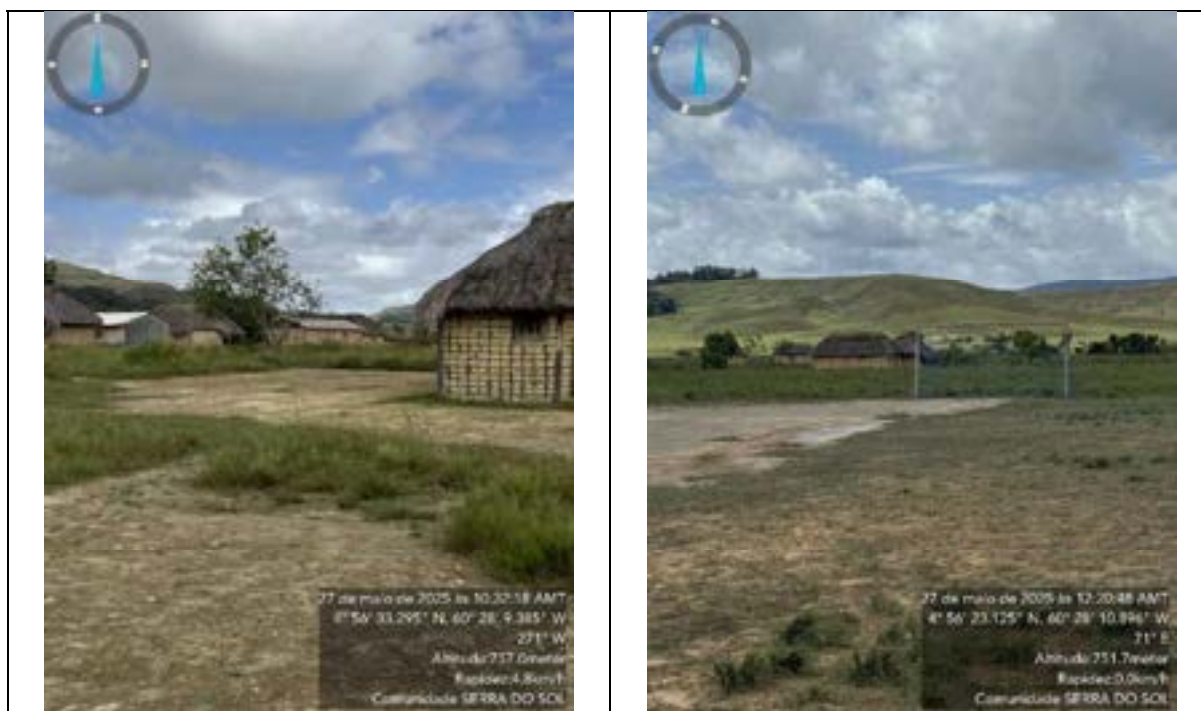 27 de maio de 2025 às 10:32:18 AMT
4° 56' 33.295" N, 60° 28' 9.385" W
271° W
Altitude:737.0meter
Rapidez:4.8km/h
Comunidade SERRA DO SOL
27 de maio de 2025 às 12:20:48 AMT
4° 56' 23.125" N, 60° 28' 10.896" W
71° E
Altitude:731.7meter
Rapidez:0.0km/h
Comunidade SERRA DO SOL